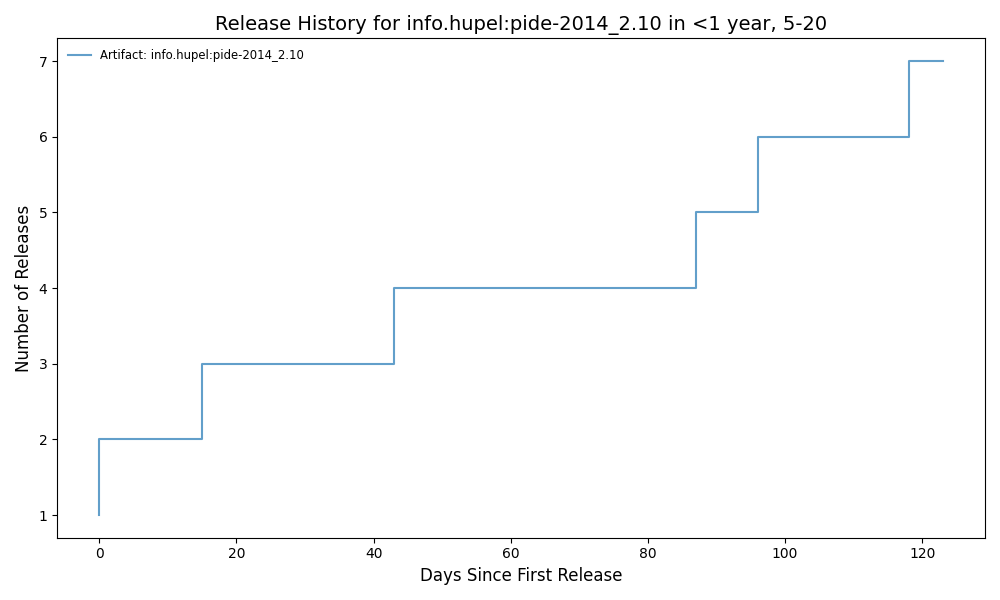 Release History for info.hupel:pide-2014_2.10 in <1 year, 5-20
Artifact: info.hupel:pide-2014_2.10
Number of Releases
7
6
5
4
3
2
1
0 20 40 60 80 100 120
Days Since First Release